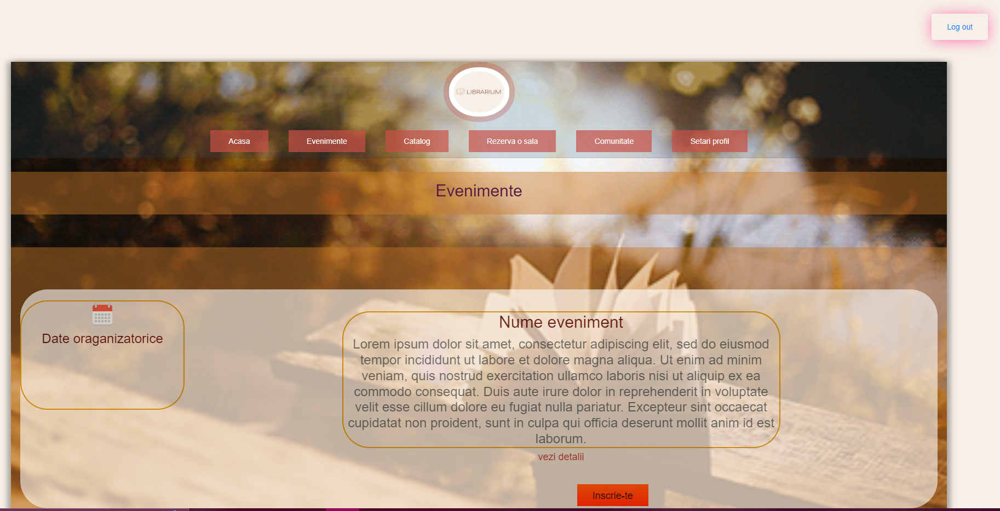 Log out
LIBRARIUM
Acasa
Evenimente
Catalog
Rezerva o sala
Comunitate
Setari profil
Evenimente
Date oraganizatorice
Nume eveniment
Lorem ipsum dolor sit amet, consectetur adipiscing elit, sed do eiusmod
tempor incididunt ut labore et dolore magna aliqua. Ut enim ad minim
veniam, quis nostrud exercitation ullamco laboris nisi ut aliquip ex ea
commodo consequat. Duis aute irure dolor in reprehenderit in voluptate
velit esse cillum dolore eu fugiat nulla pariatur. Excepteur sint occaecat
cupidatat non proident, sunt in culpa qui officia deserunt mollit anim id est
laborum.
vezi detalii
Inscrie-te